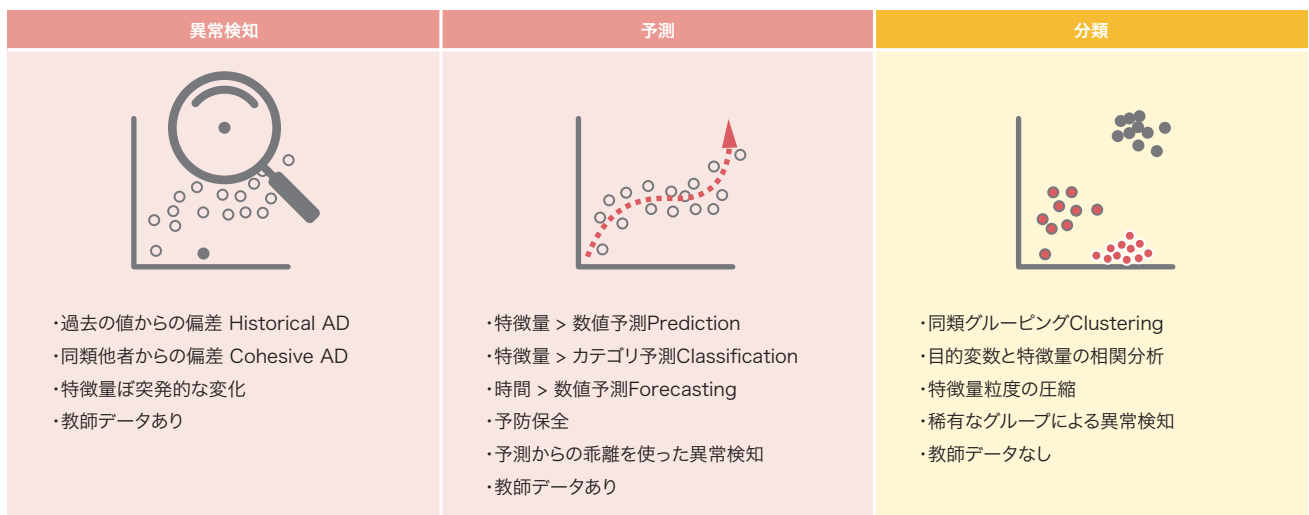 異常検知
予測
分類
・過去の値からの偏差 Historical AD
・同類他者からの偏差 Cohesive AD
・特徴量ぼ突発的な変化
・教師データあり
・特徴量 > 数値予測Prediction
・特徴量 > カテゴリ予測Classification
・時間 > 数値予測Forecasting
・予防保全
・予測からの乖離を使った異常検知
・教師データあり
・同類グルーピングClustering
・目的変数と特徴量の相関分析
・特徴量粒度の圧縮
・稀有なグループによる異常検知
・教師データなし